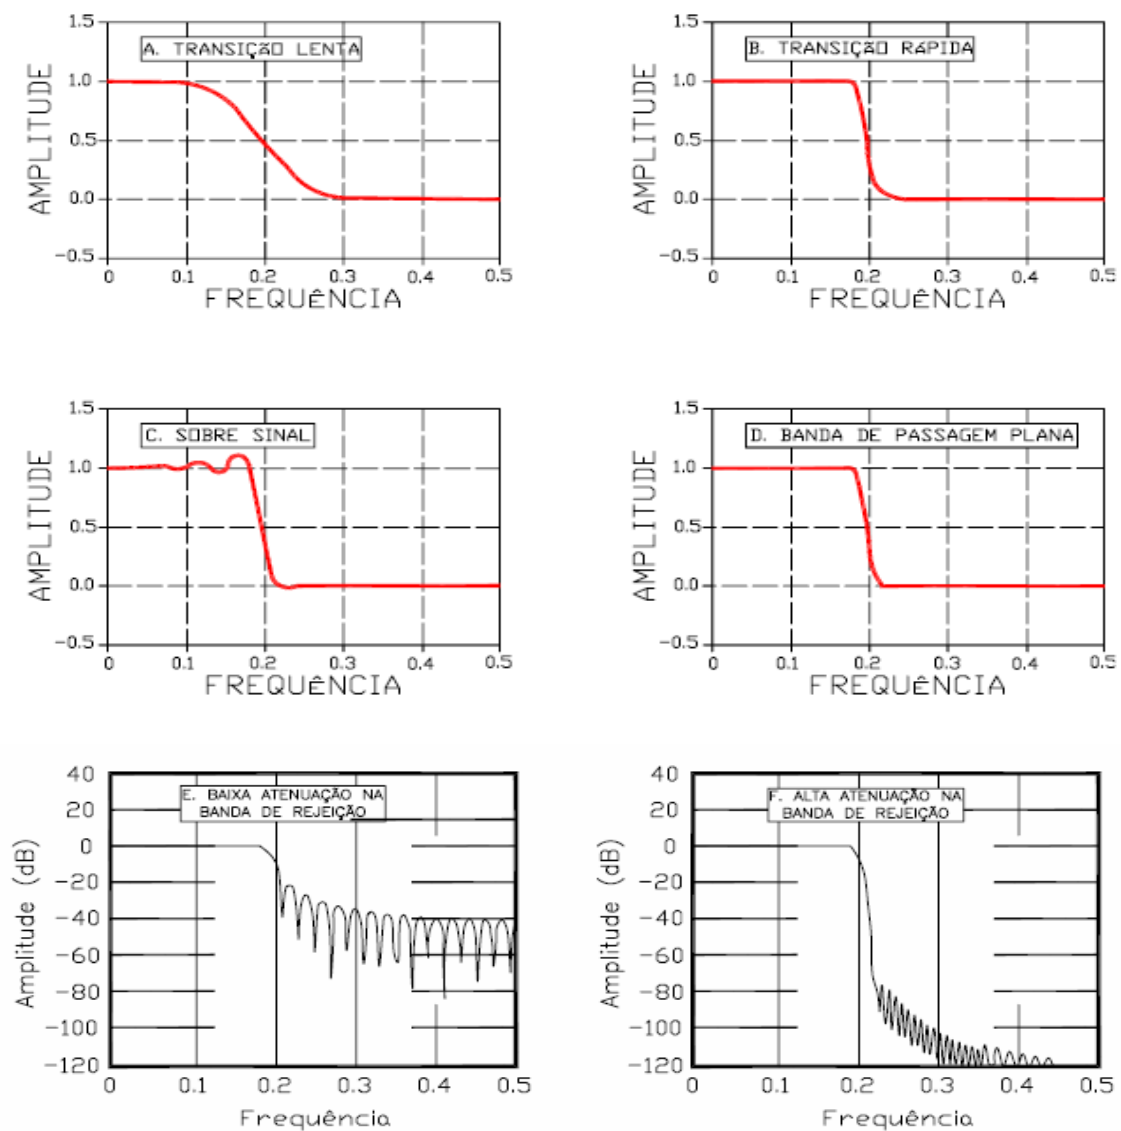 A. TRANSIÇÃO LENTA
AMPLITUDE
1.5
1.0
0.5
0.0
-0.5
0 0.1 0.2 0.3 0.4 0.5
FREQUÊNCIA
B. TRANSIÇÃO RÁPIDA
AMPLITUDE
1.5
1.0
0.5
0.0
-0.5
0 0.1 0.2 0.3 0.4 0.5
FREQUÊNCIA
C. SOBRE SINAL
AMPLITUDE
1.5
1.0
0.5
0.0
-0.5
0 0.1 0.2 0.3 0.4 0.5
FREQUÊNCIA
D. BANDA DE PASSAGEM PLANA
AMPLITUDE
1.5
1.0
0.5
0.0
-0.5
0 0.1 0.2 0.3 0.4 0.5
FREQUÊNCIA
E. BAIXA ATENUAÇÃO NA
BANDA DE REJEIÇÃO
Amplitude (dB)
40
20
0
-20
-40
-60
-80
-100
-120
0 0.1 0.2 0.3 0.4 0.5
Frequência
F. ALTA ATENUAÇÃO NA
BANDA DE REJEIÇÃO
Amplitude (dB)
40
20
0
-20
-40
-60
-80
-100
-120
0 0.1 0.2 0.3 0.4 0.5
Frequência